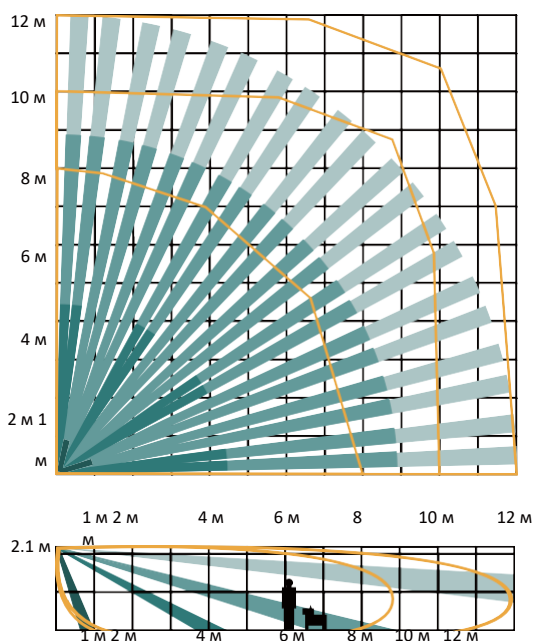 12 м
10 м
8 м
6 м
4 м
2 м 1
м
1 м 2 м 4 м 6 м 8 10 м 12 м
м
2.1 м
1 м 2 м 4 м 6 м 8 м 10 м 12 м